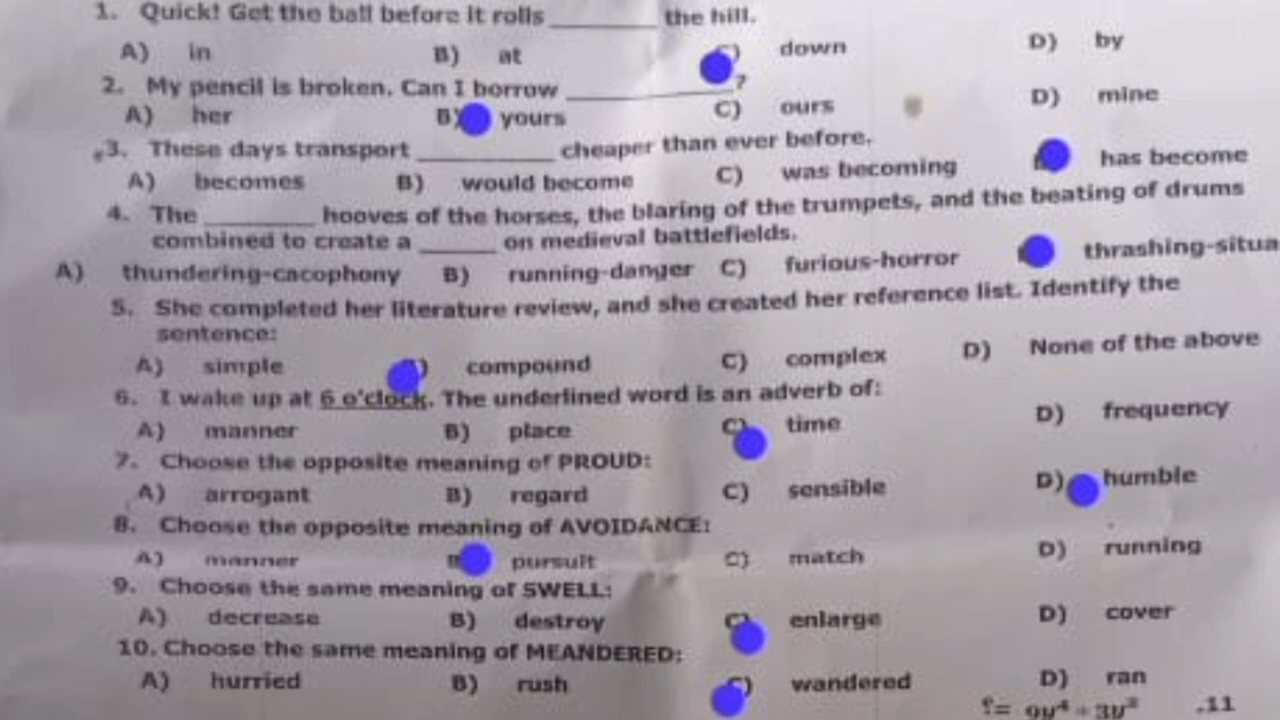 1. Quick! Get the ball before it rolls ________ the hill.
A) in B) at C) down D) by
2. My pencil is broken. Can I borrow ____________?
A) her B) yours C) ours D) mine
3. These days transport __________ cheaper than ever before.
A) becomes B) would become C) was becoming has become
4. The ________ hooves of the horses, the blaring of the trumpets, and the beating of drums
combined to create a ______ on medieval battlefields.
A) thundering-cacophony B) running-danger C) furious-horror thrashing-situa
5. She completed her literature review, and she created her reference list. Identify the
sentence:
A) simple ) compound C) complex D) None of the above
6. I wake up at 6 o'clock. The underlined word is an adverb of:
A) manner B) place C) time D) frequency
7. Choose the opposite meaning of PROUD:
A) arrogant B) regard C) sensible D) humble
8. Choose the opposite meaning of AVOIDANCE:
A) manner B pursuit C) match D) running
9. Choose the same meaning of SWELL:
A) decrease B) destroy C) enlarge D) cover
10. Choose the same meaning of MEANDERED:
A) hurried B) rush C) wandered D) ran
.11